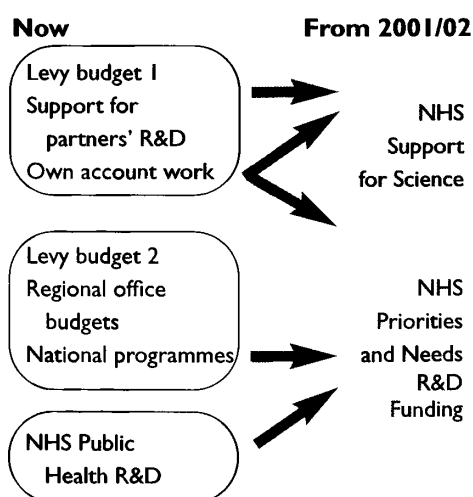 Now
From 2001/02
Levy budget 1
Support for
partners' R&D
Own account work
NHS
Support
for Science
Levy budget 2
Regional office
budgets
National programmes
NHS
Priorities
and Needs
R&D
Funding
NHS Public
Health R&D